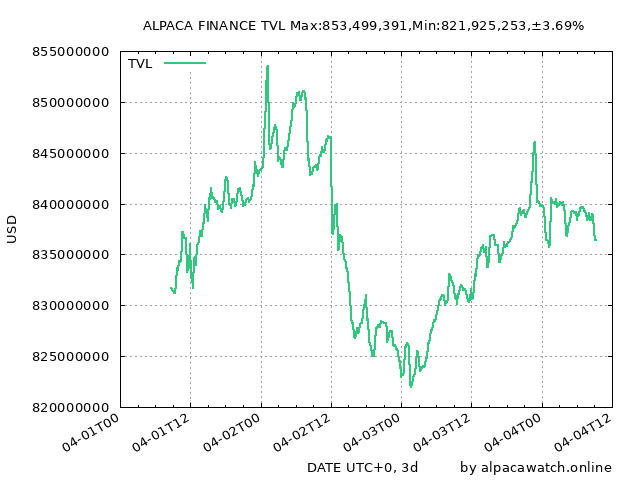 ALPACA FINANCE TVL Max:853,499,391,Min:821,925,253,±3.69%
TVL
855000000
850000000
845000000
840000000
835000000
830000000
825000000
820000000
USD
04-01T00
04-01T12
04-02T00
04-02T12
04-03T00
04-03T12
04-04T00
04-04T12
DATE UTC+0, 3d
by alpacawatch.online